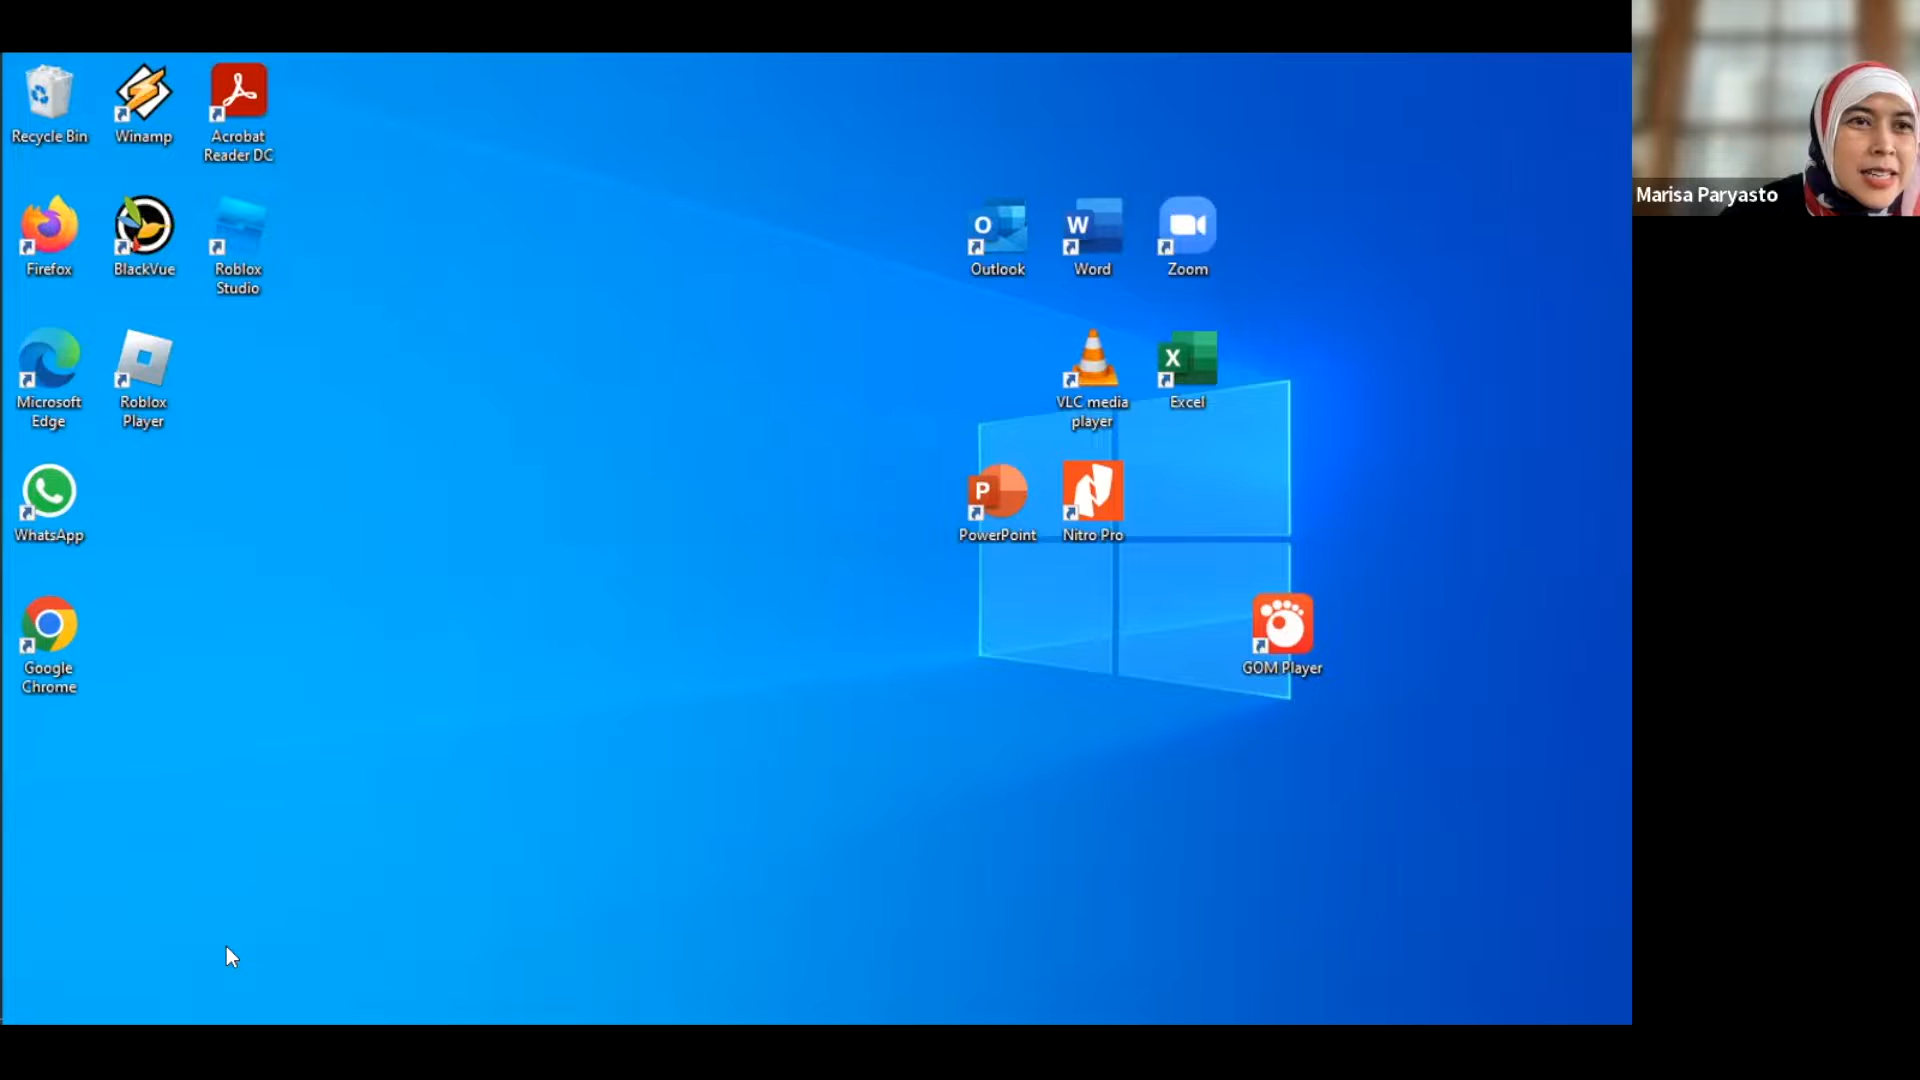 Recycle Bin
Winamp
Acrobat
Reader DC
Firefox
BlackVue
Roblox
Studio
Microsoft
Edge
Roblox
Player
WhatsApp
Google
Chrome
Outlook
Word
Zoom
VLC media
player
Excel
PowerPoint
Nitro Pro
GOM Player
Marisa Paryasto